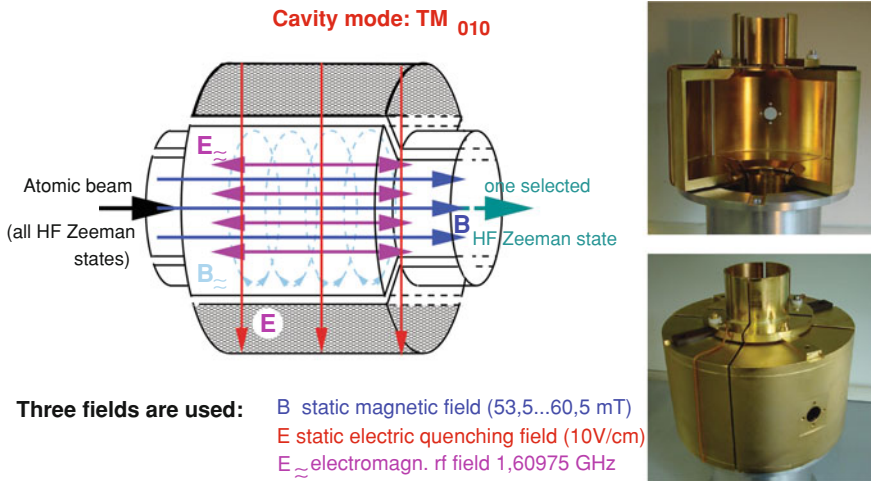 Cavity mode: TM 010
E ≈
Atomic beam
(all HF Zeeman
states)
one selected
B
HF Zeeman state
B ≈
E
Three fields are used:
B static magnetic field (53,5...60,5 mT)
E static electric quenching field (10V/cm)
E ≈ electromagn. rf field 1,60975 GHz